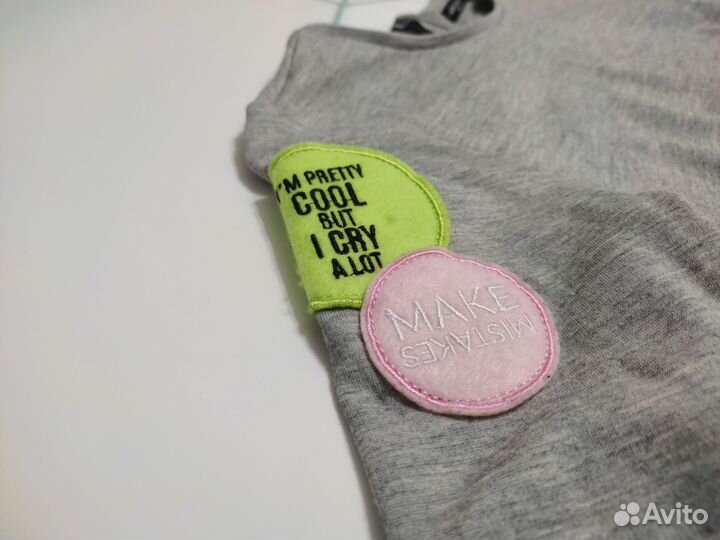 I'M PRETTY
COOL
BUT
I CRY
A LOT
MAKE
MISTAKES
Avito